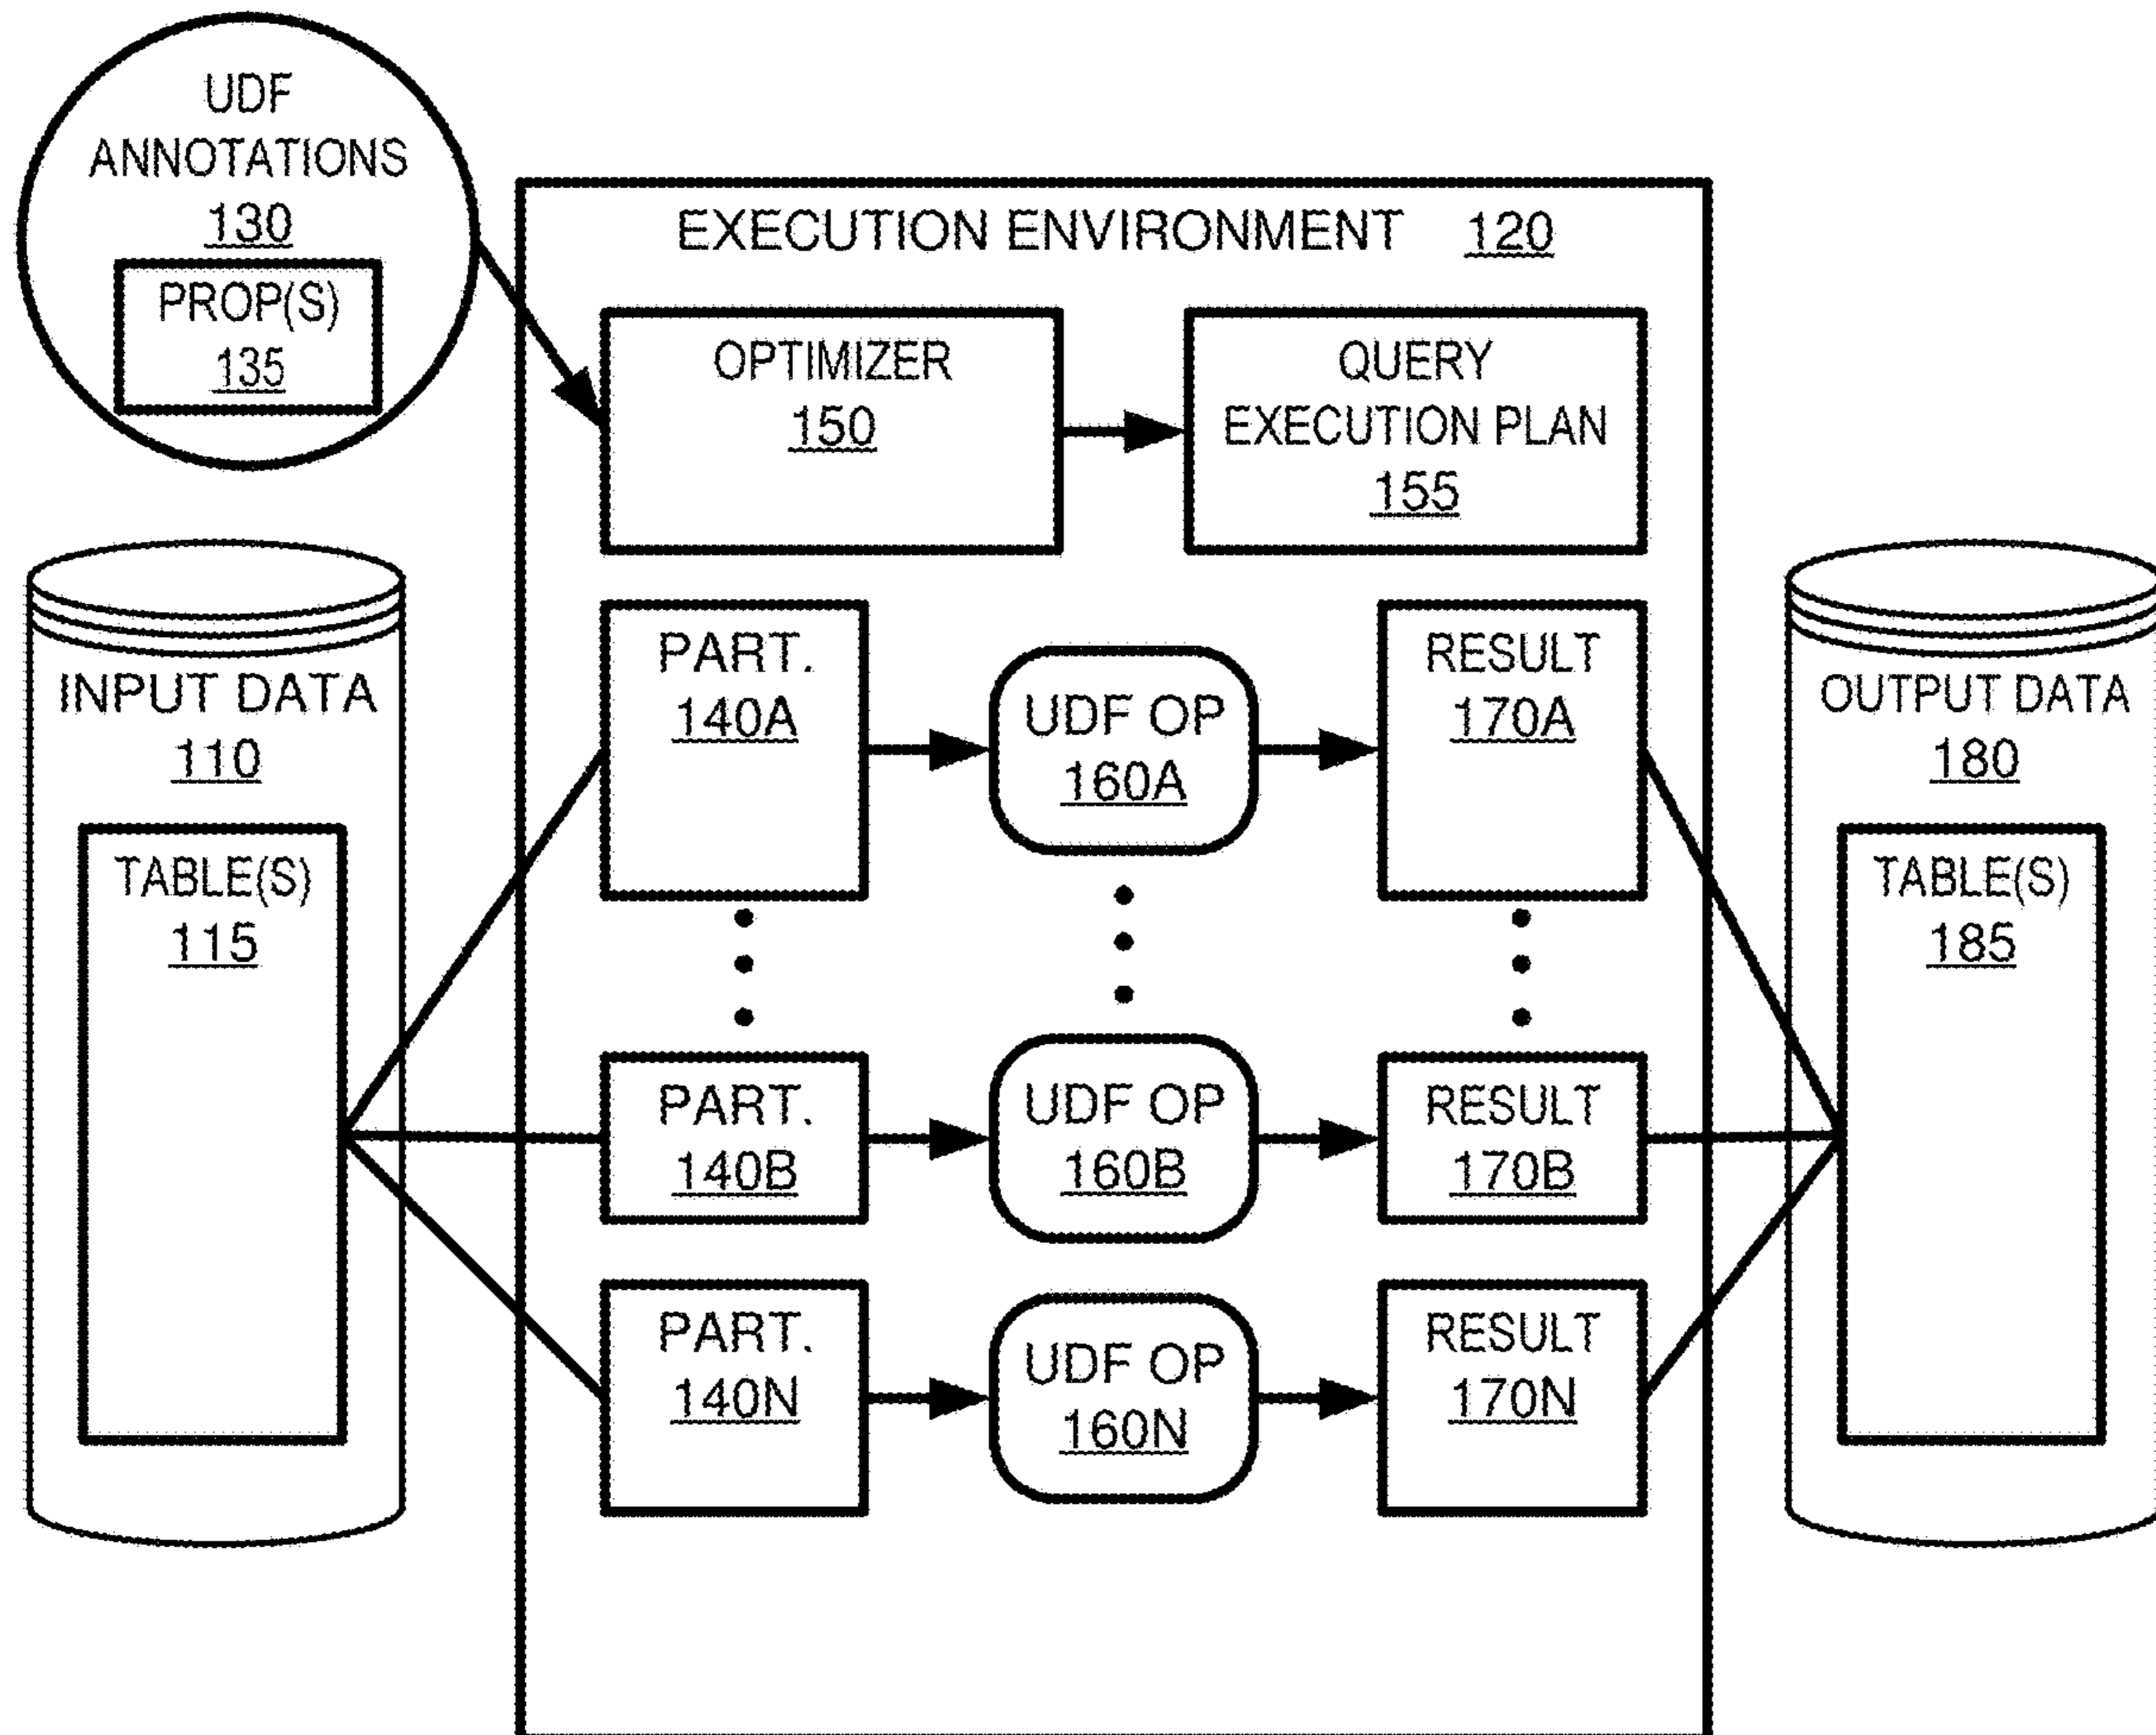 UDF
ANNOTATIONS
130
PROP(S)
135
EXECUTION ENVIRONMENT 120
OPTIMIZER
150
QUERY
EXECUTION PLAN
155
INPUT DATA
110
TABLE(S)
115
PART.
140A
UDF OP
160A
RESULT
170A
PART.
140B
UDF OP
160B
RESULT
170B
PART.
140N
UDF OP
160N
RESULT
170N
OUTPUT DATA
180
TABLE(S)
185